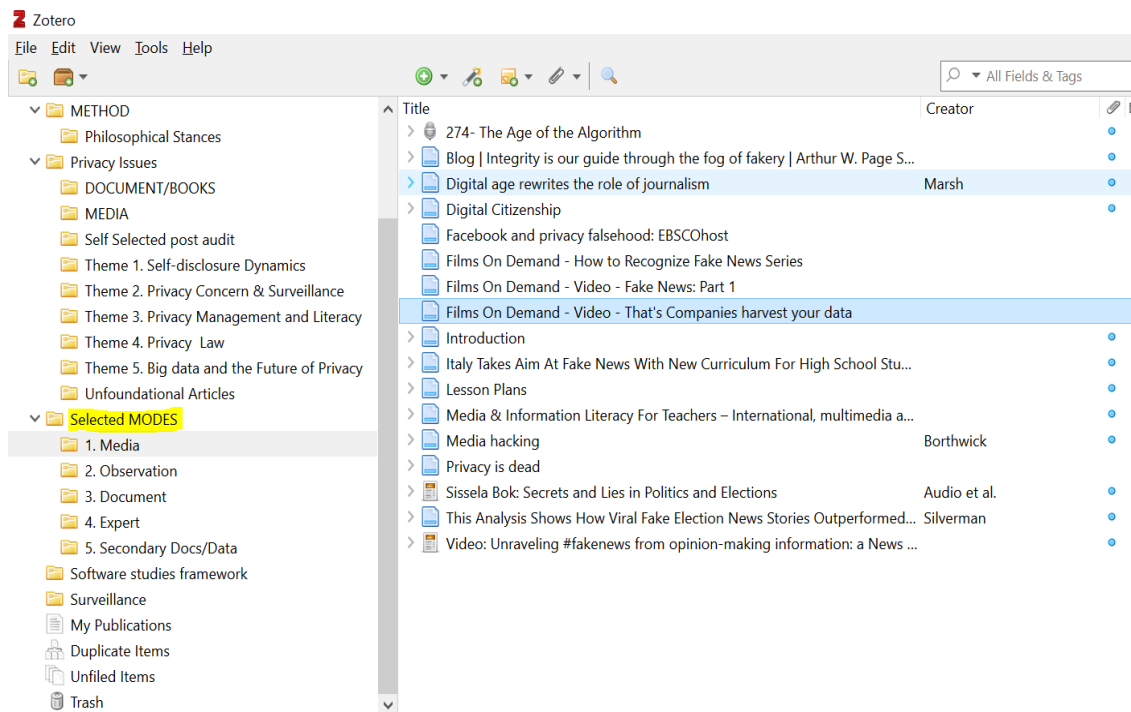 Zotero
File Edit View Tools Help
All Fields & Tags
METHOD
Philosophical Stances
Privacy Issues
DOCUMENT/BOOKS
MEDIA
Self Selected post audit
Theme 1. Self-disclosure Dynamics
Theme 2. Privacy Concern & Surveillance
Theme 3. Privacy Management and Literacy
Theme 4. Privacy  Law
Theme 5. Big data and the Future of Privacy
Unfoundational Articles
Selected MODES
1. Media
2. Observation
3. Document
4. Expert
5. Secondary Docs/Data
Software studies framework
Surveillance
My Publications
Duplicate Items
Unfiled Items
Trash
Title Creator
274- The Age of the Algorithm
Blog | Integrity is our guide through the fog of fakery | Arthur W. Page S...
Digital age rewrites the role of journalism Marsh
Digital Citizenship
Facebook and privacy falsehood: EBSCOhost
Films On Demand - How to Recognize Fake News Series
Films On Demand - Video - Fake News: Part 1
Films On Demand - Video - That's Companies harvest your data
Introduction
Italy Takes Aim At Fake News With New Curriculum For High School Stu...
Lesson Plans
Media & Information Literacy For Teachers – International, multimedia a...
Media hacking Borthwick
Privacy is dead
Sissela Bok: Secrets and Lies in Politics and Elections Audio et al.
This Analysis Shows How Viral Fake Election News Stories Outperformed... Silverman
Video: Unraveling #fakenews from opinion-making information: a News ...